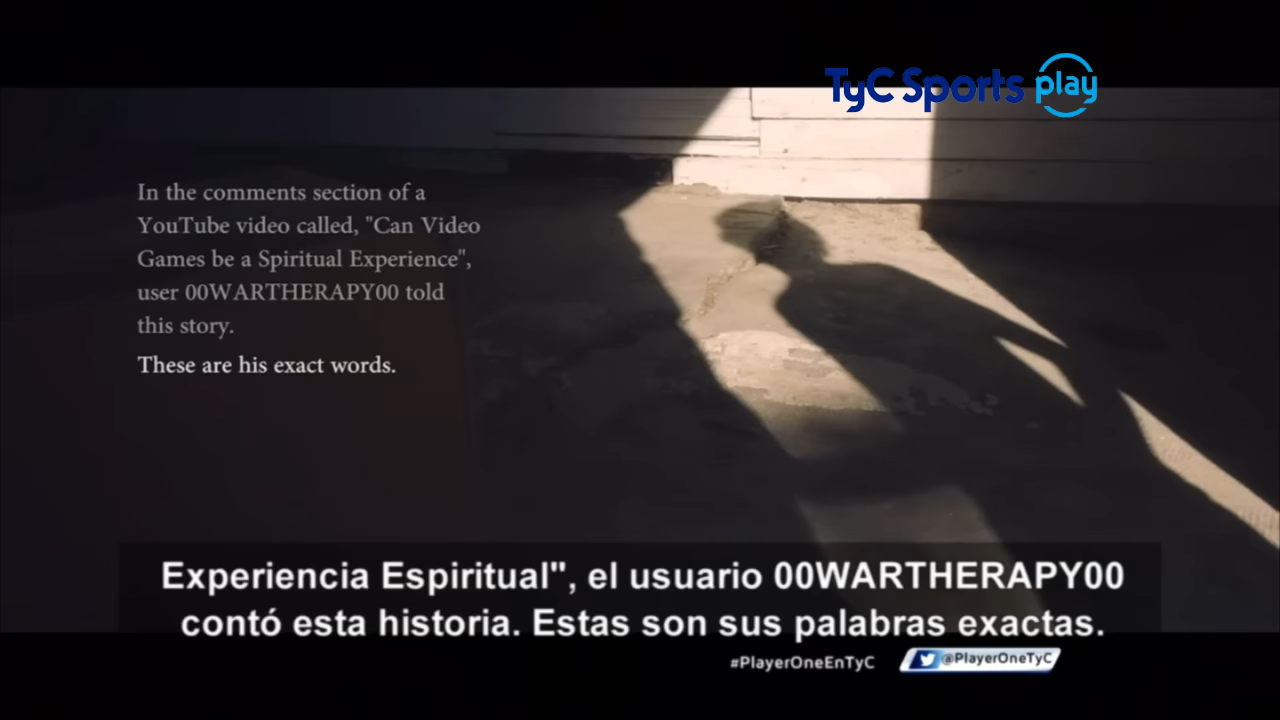 TyC Sports play
In the comments section of a
YouTube video called, "Can Video
Games be a Spiritual Experience",
user 00WARTHERAPY00 told
this story.
These are his exact words.
Experiencia Espiritual", el usuario 00WARTHERAPY00
contó esta historia. Estas son sus palabras exactas.
#PlayerOneEnTyC @PlayerOneTyC